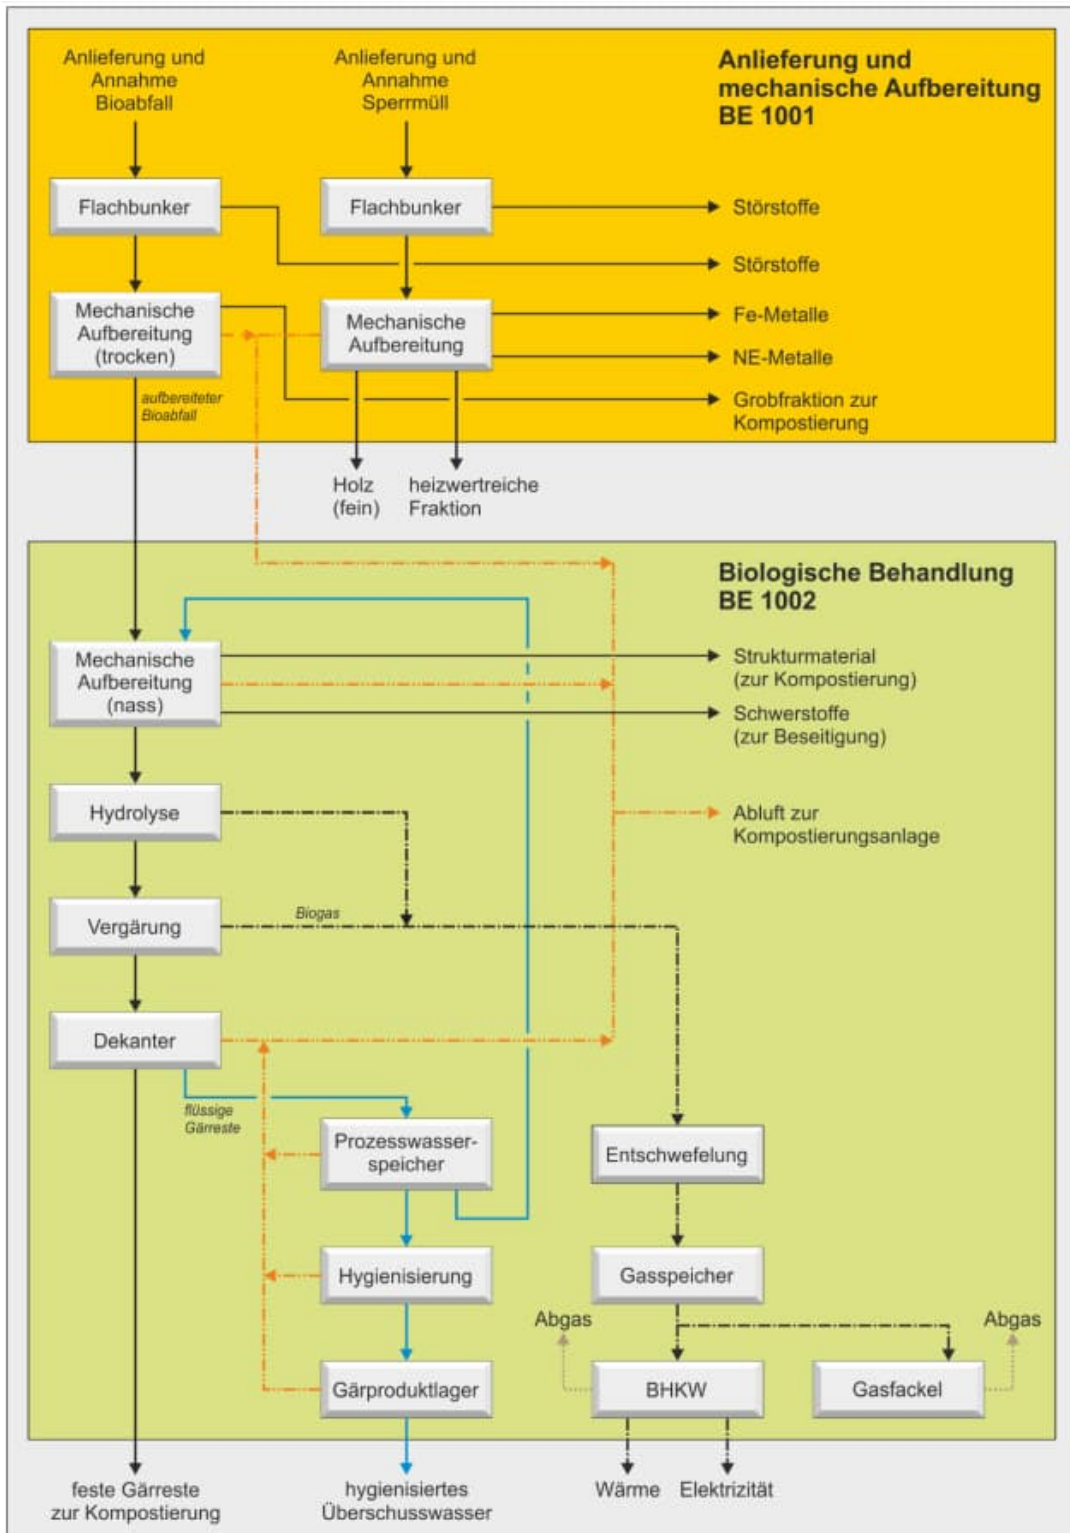 Anlieferung und
Annahme
Bioabfall
Anlieferung und
Annahme
Sperrmüll
Anlieferung und
mechanische Aufbereitung
BE 1001
Flachbunker
Flachbunker
Störstoffe
Störstoffe
Mechanische
Aufbereitung
(trocken)
Mechanische
Aufbereitung
Fe-Metalle
NE-Metalle
aufbereiteter
Bioabfall
Grobfraktion zur
Kompostierung
Holz
(fein)
heizwertreiche
Fraktion
Biologische Behandlung
BE 1002
Mechanische
Aufbereitung
(nass)
Strukturmaterial
(zur Kompostierung)
Schwerstoffe
(zur Beseitigung)
Hydrolyse
Abluft zur
Kompostierungsanlage
Vergärung
Biogas
Dekanter
flüssige
Gärreste
Prozesswasser-
speicher
Entschwefelung
Hygienisierung
Gasspeicher
Abgas
Abgas
Gärproduktlager
BHKW
Gasfackel
feste Gärreste
zur Kompostierung
hygienisiertes
Überschusswasser
Wärme
Elektrizität